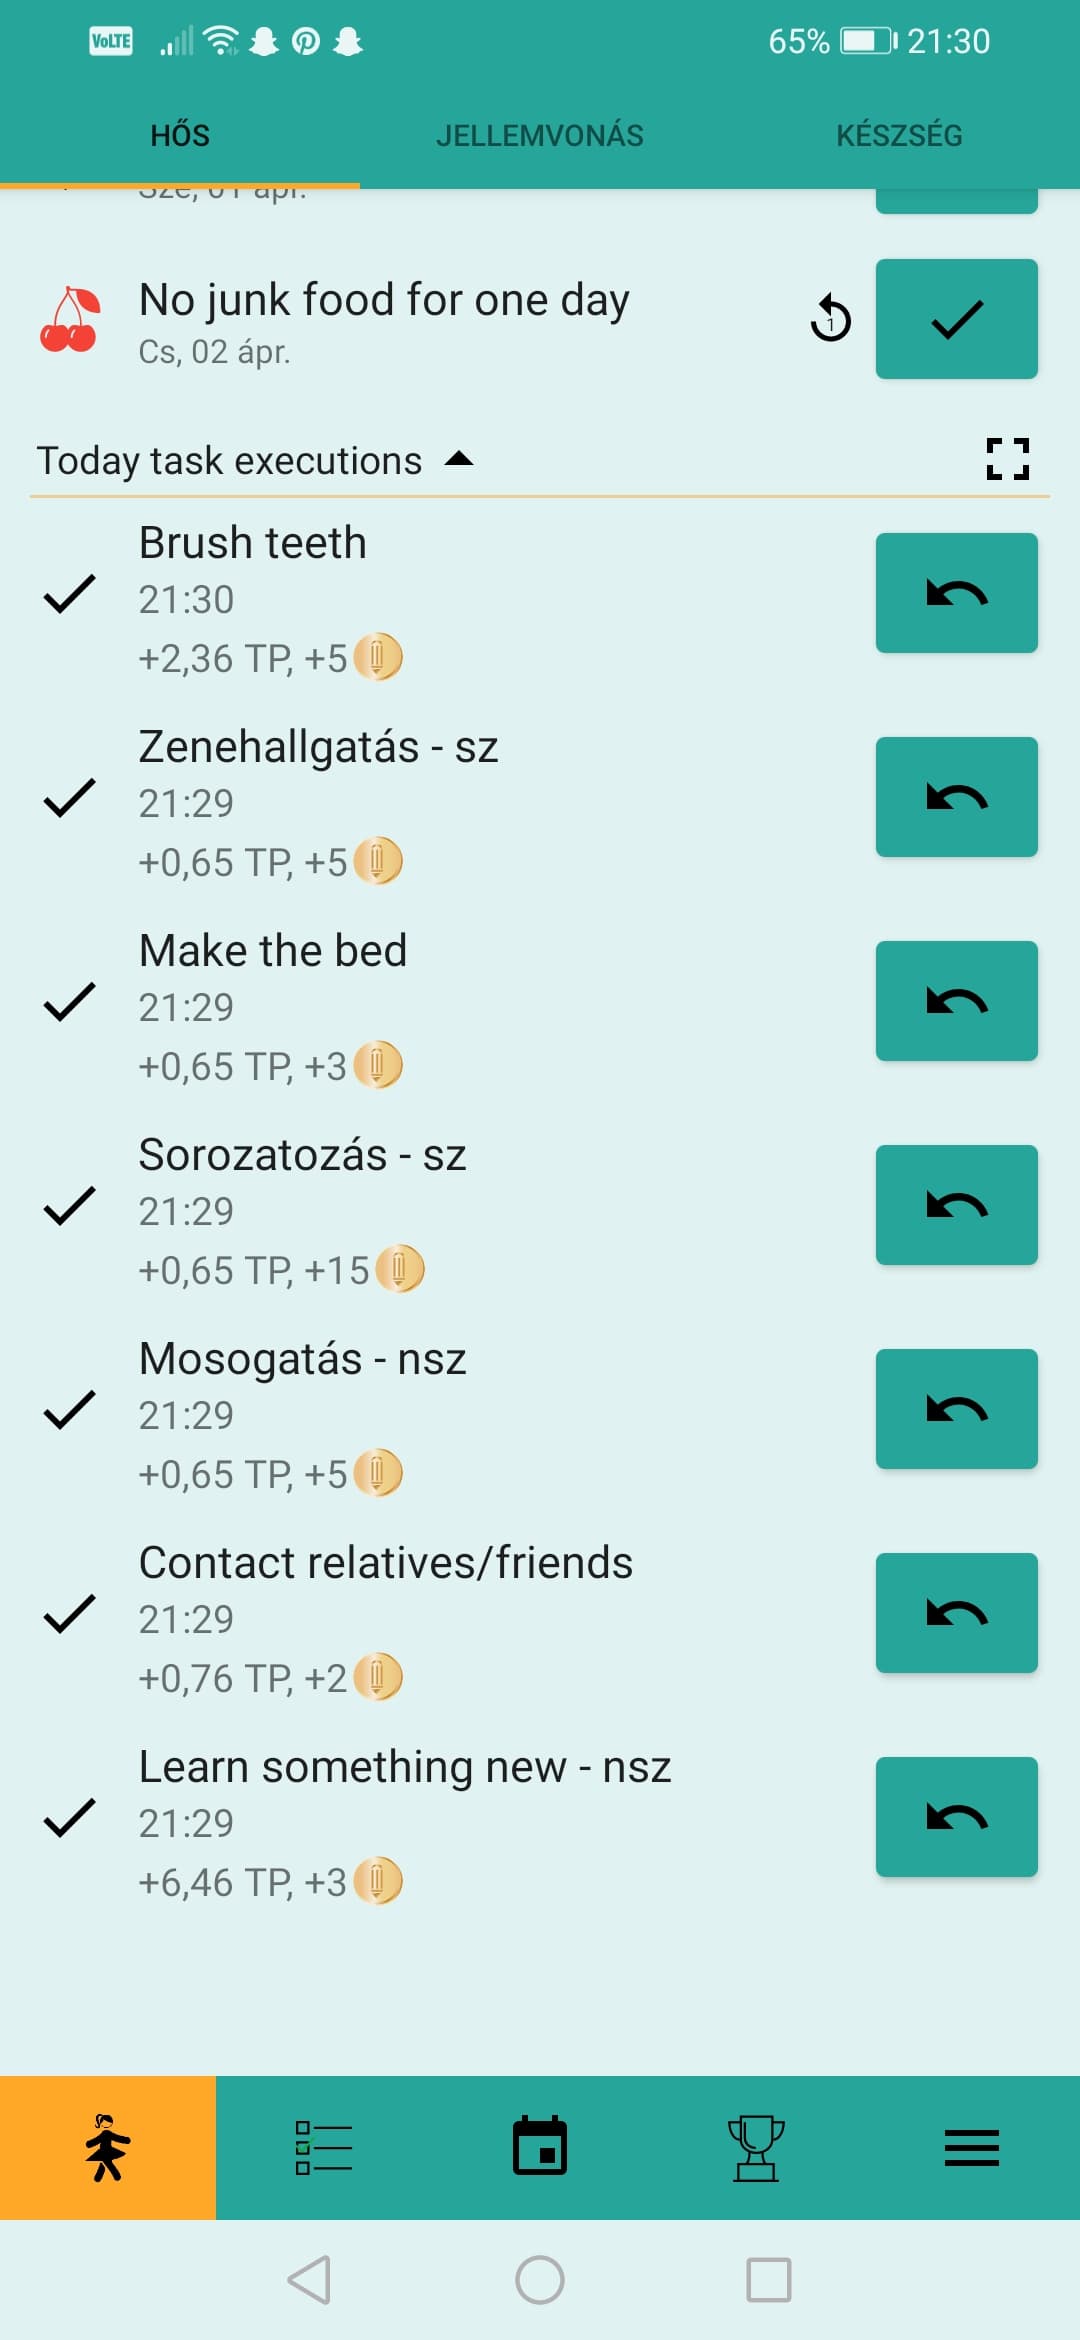 VoLTE 65% 21:30
HŐS JELLEMVONÁS KÉSZSÉG
Sze, 01 ápr.
No junk food for one day
1
Cs, 02 ápr.
Today task executions
Brush teeth
21:30
+2,36 TP, +5
Zenehallgatás - sz
21:29
+0,65 TP, +5
Make the bed
21:29
+0,65 TP, +3
Sorozatozás - sz
21:29
+0,65 TP, +15
Mosogatás - nsz
21:29
+0,65 TP, +5
Contact relatives/friends
21:29
+0,76 TP, +2
Learn something new - nsz
21:29
+6,46 TP, +3